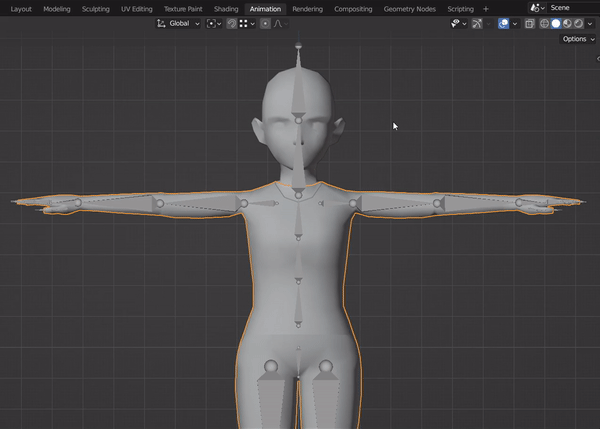 Layout Modeling Sculpting UV Editing Texture Paint Shading Animation Rendering Compositing Geometry Nodes Scripting + Scene
Global
Options